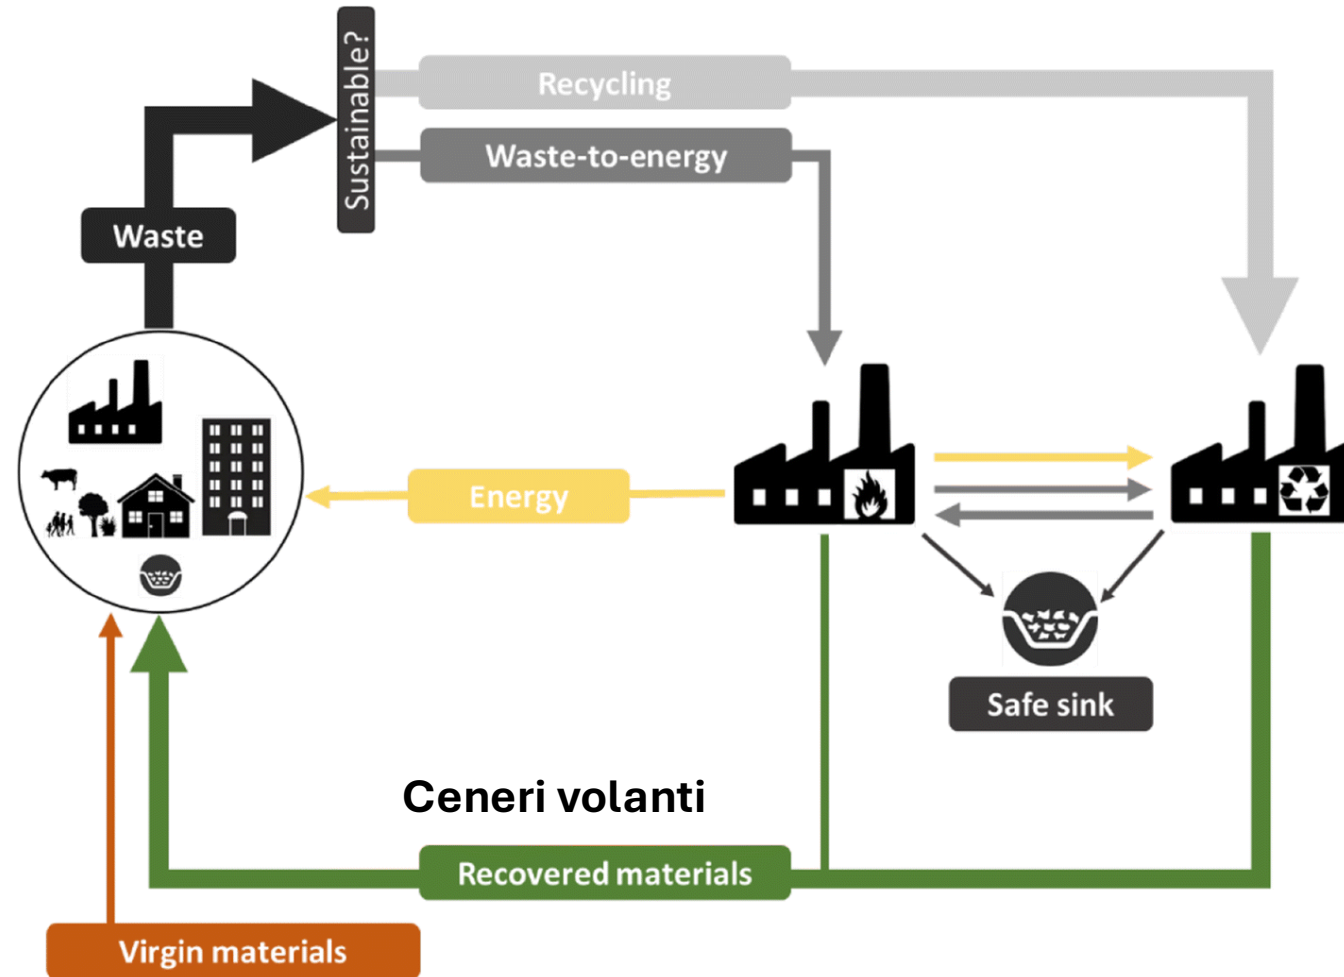 Sustainable?
Recycling
Waste-to-energy
Waste
Energy
Safe sink
Ceneri volanti
Recovered materials
Virgin materials